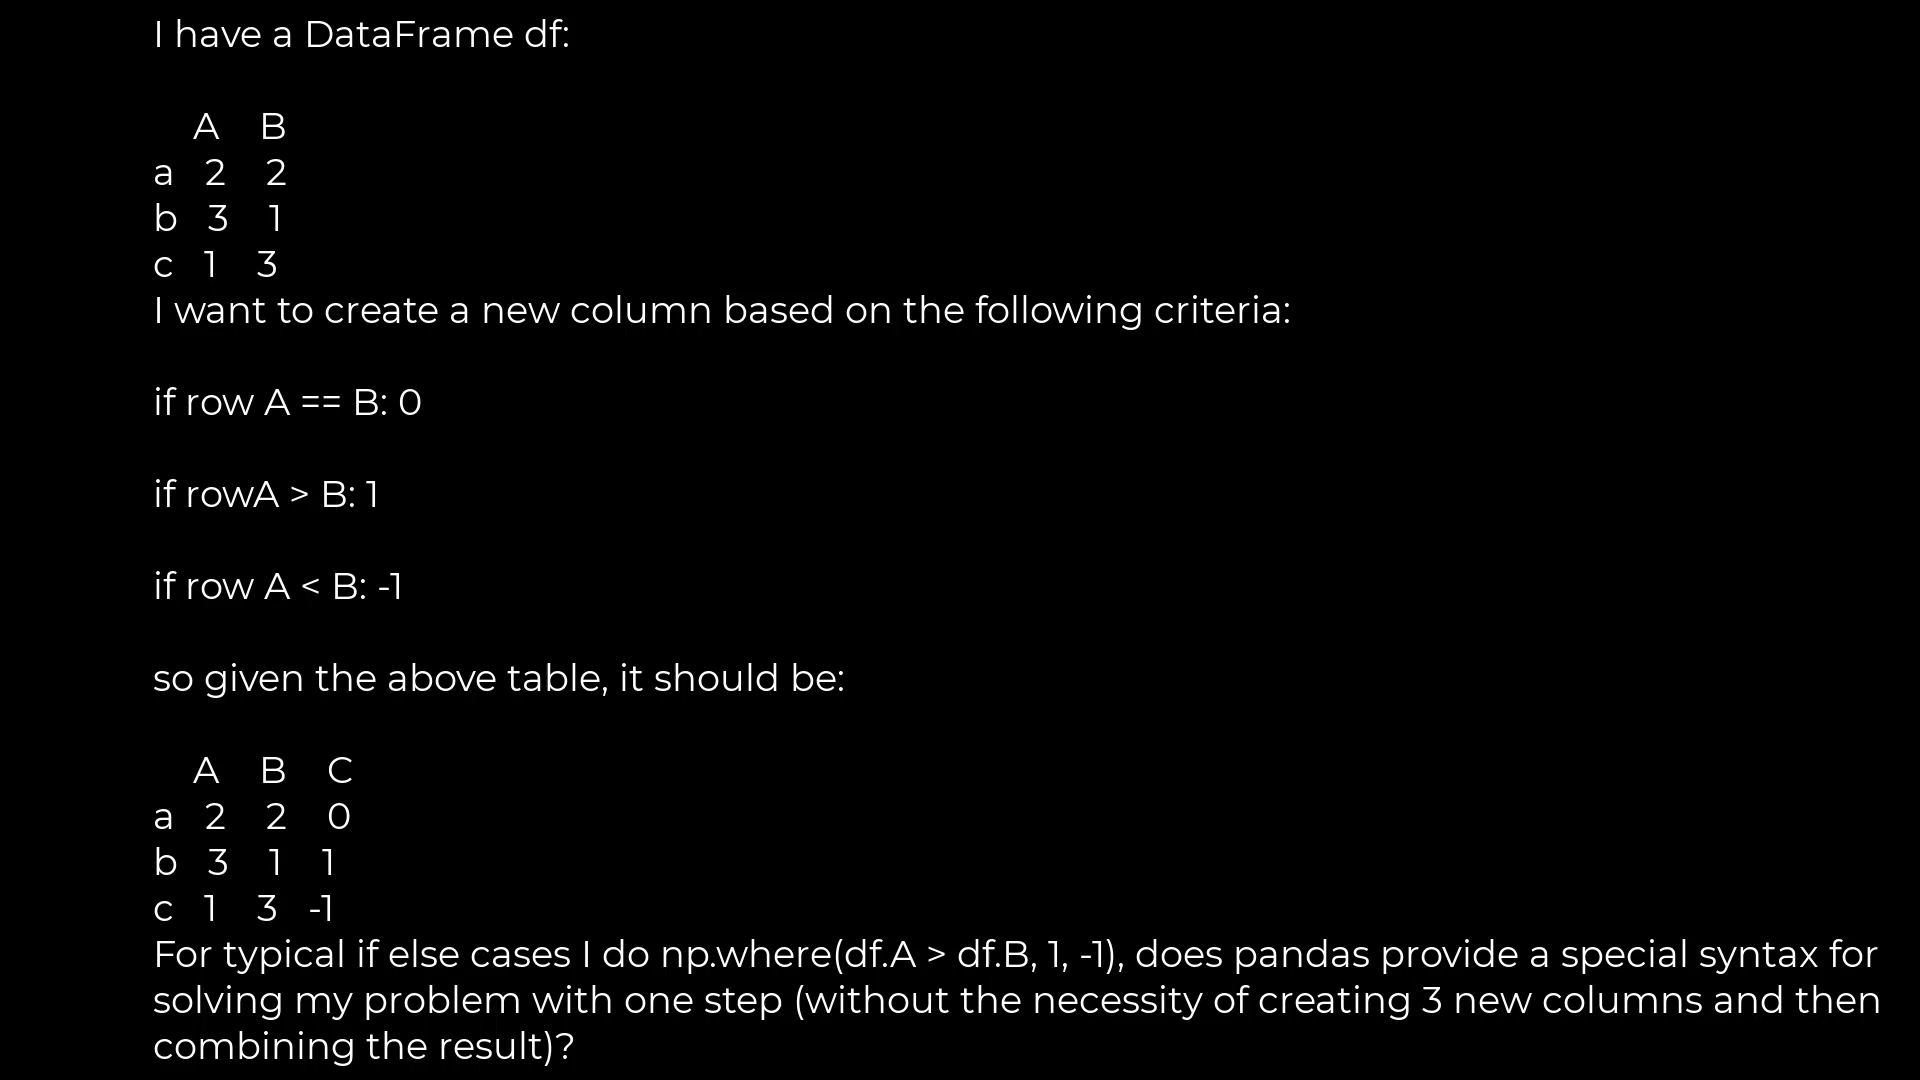 I have a DataFrame df:
A B
a 2 2
b 3 1
c 1 3
I want to create a new column based on the following criteria:
if row A == B: 0
if rowA > B: 1
if row A < B: -1
so given the above table, it should be:
A B C
a 2 2 0
b 3 1 1
c 1 3 -1
For typical if else cases I do np.where(df.A > df.B, 1, -1), does pandas provide a special syntax for
solving my problem with one step (without the necessity of creating 3 new columns and then
combining the result)?